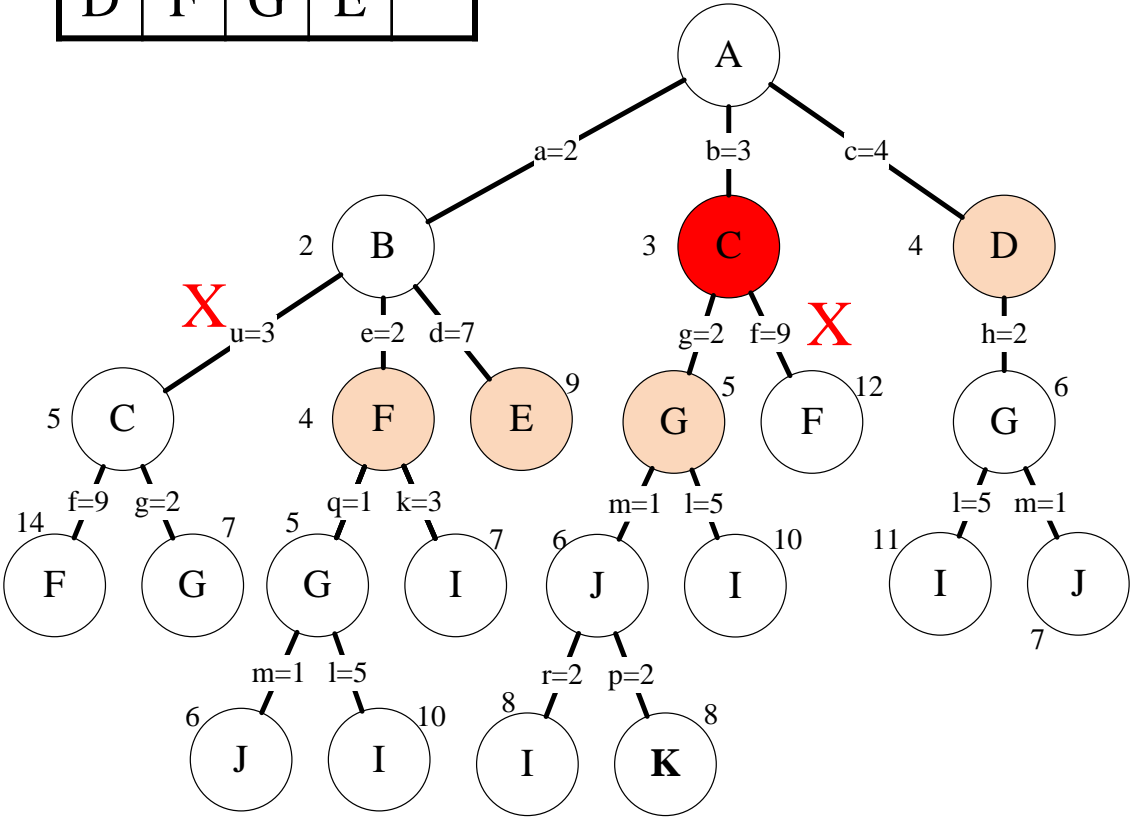 D F G E
A
a=2 b=3 c=4
2 B 3 C 4 D
X u=3 e=2 d=7 g=2 f=9 X h=2
5 C 4 F E 9 G 5 F 12 G 6
f=9 g=2 q=1 k=3 m=1 l=5 l=5 m=1
14 F G 7 5 G I 7 6 J I 10 11 I J 7
m=1 l=5 r=2 p=2
6 J I 10 8 I K 8